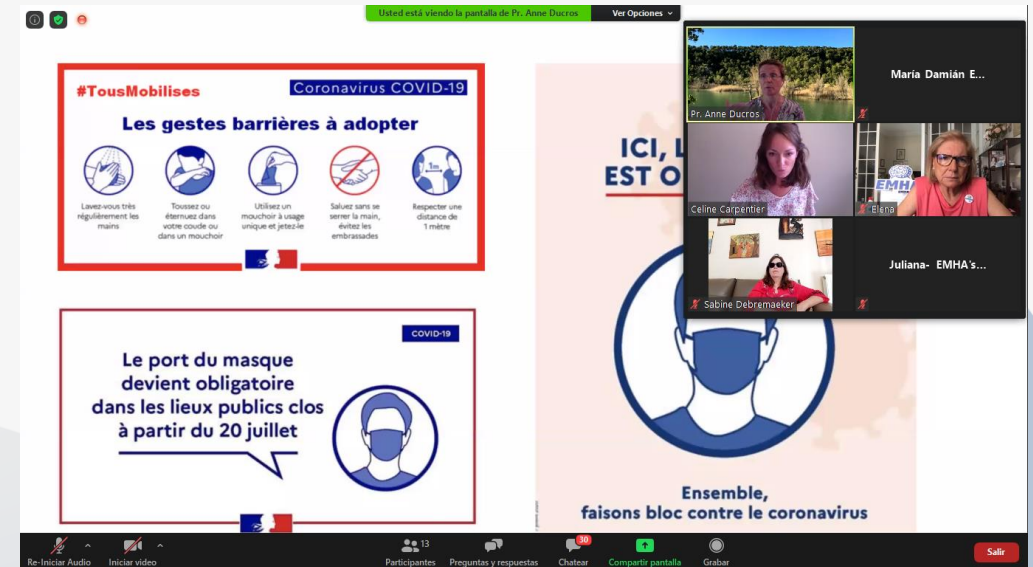 Usted está viendo la pantalla de Pr. Anne Ducros
Ver Opciones
#TousMobilises
Coronavirus COVID-19
Les gestes barrières à adopter
Lavez-vous très
régulièrement les
mains
Toussez ou
éternuez dans
votre coude ou
dans un mouchoir
Utilisez un
mouchoir à usage
unique et jetez-le
Saluez sans se
serrer la main,
évitez les
embrassades
1m
Respecter une
distance de
1 mètre
COVID-19
Le port du masque
devient obligatoire
dans les lieux publics clos
à partir du 20 juillet
ICI, L
EST O
Ensemble,
faisons bloc contre le coronavirus
Pr. Anne Ducros
María Damián E...
Celine Carpentier
EMHA
Elena
Sabine Debremaeker
Juliana- EMHA's...
Re-Iniciar Audio
Iniciar video
13
Participantes
Preguntas y respuestas
30
Chatear
Compartir pantalla
Grabar
Salir